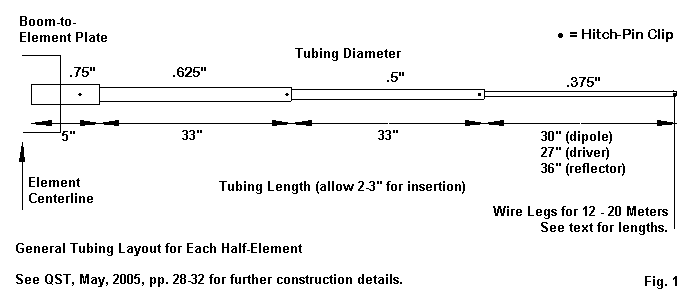 Boom-to-
Element Plate
• = Hitch-Pin Clip
Tubing Diameter
.75"
.625"
.5"
.375"
5"
33"
33"
30" (dipole)
27" (driver)
36" (reflector)
Element
Centerline
Tubing Length (allow 2-3" for insertion)
Wire Legs for 12 - 20 Meters
See text for lengths.
General Tubing Layout for Each Half-Element
See QST, May, 2005, pp. 28-32 for further construction details.
Fig. 1